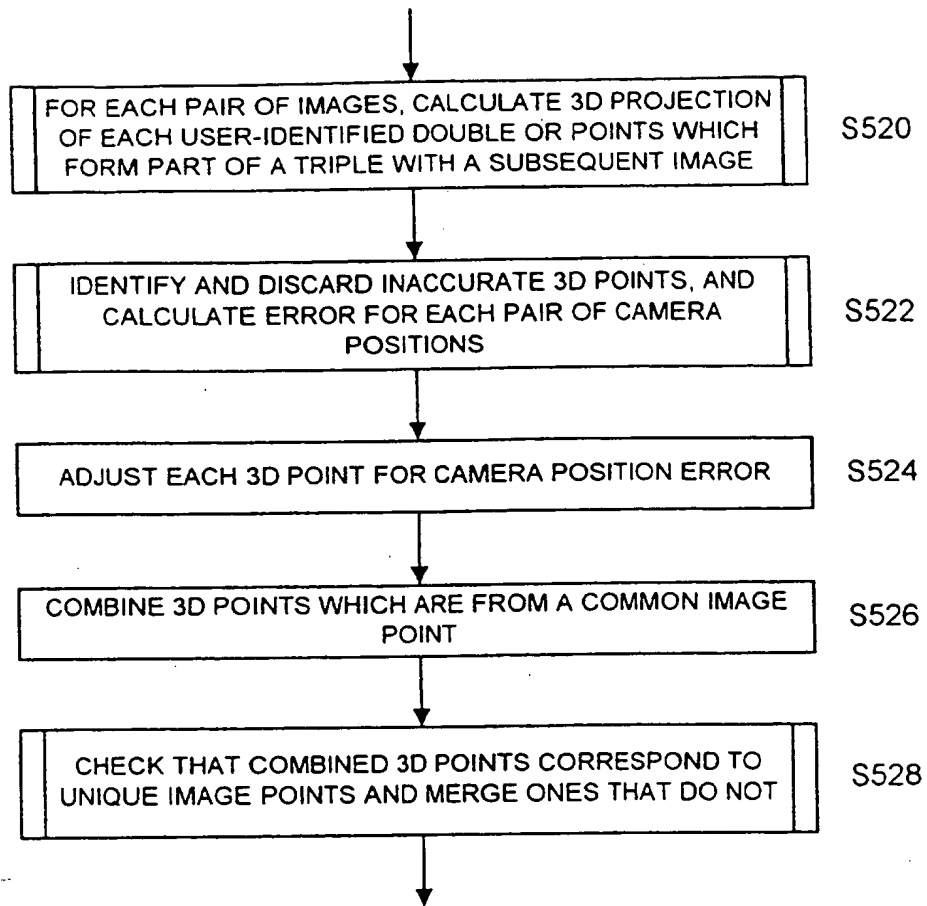 FOR EACH PAIR OF IMAGES, CALCULATE 3D PROJECTION
OF EACH USER-IDENTIFIED DOUBLE OR POINTS WHICH
FORM PART OF A TRIPLE WITH A SUBSEQUENT IMAGE
S520
IDENTIFY AND DISCARD INACCURATE 3D POINTS, AND
CALCULATE ERROR FOR EACH PAIR OF CAMERA
POSITIONS
S522
ADJUST EACH 3D POINT FOR CAMERA POSITION ERROR
S524
COMBINE 3D POINTS WHICH ARE FROM A COMMON IMAGE
POINT
S526
CHECK THAT COMBINED 3D POINTS CORRESPOND TO
UNIQUE IMAGE POINTS AND MERGE ONES THAT DO NOT
S528